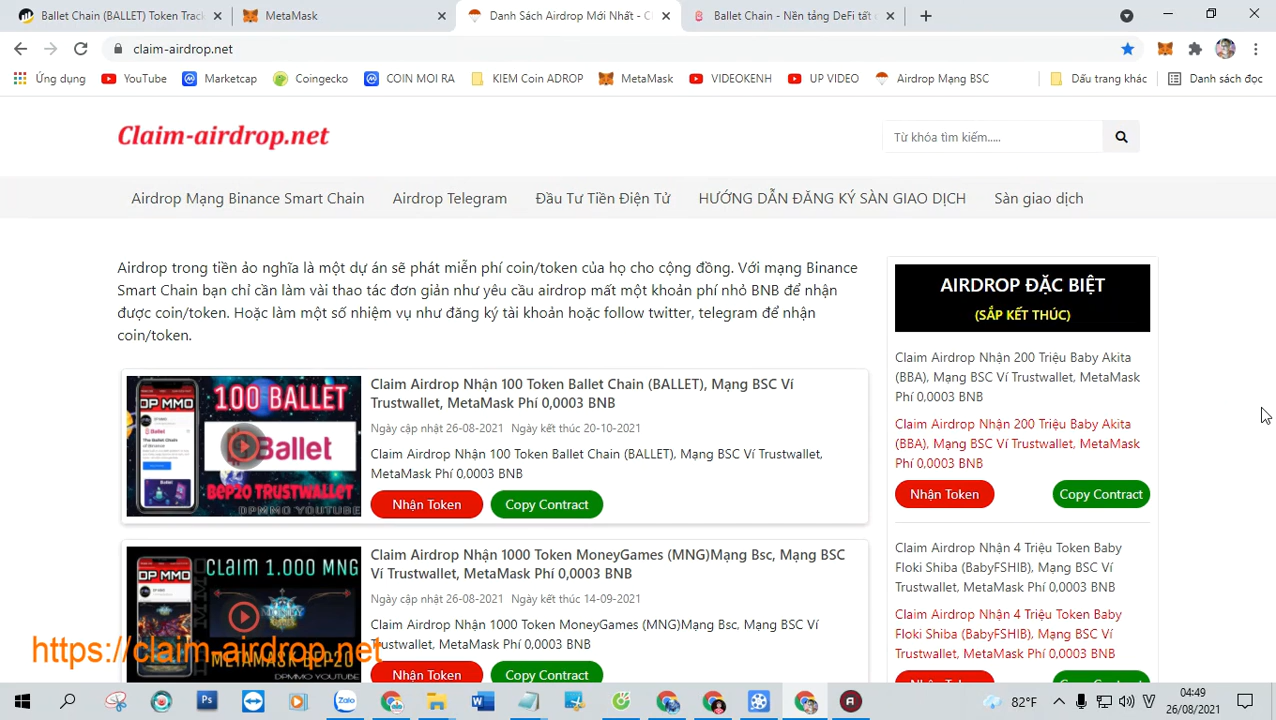 Ballet Chain (BALLET) Token Track
MetaMask
Danh Sách Airdrop Mới Nhất - C
Ballet Chain - Nền tảng DeFi tất c
claim-airdrop.net
Ứng dụng
YouTube
Marketcap
Coingecko
COIN MOI RA
KIEM Coin ADROP
MetaMask
VIDEOKENH
UP VIDEO
Airdrop Mạng BSC
Dấu trang khác
Danh sách đọc
Claim-airdrop.net
Từ khóa tìm kiếm.....
Airdrop Mạng Binance Smart Chain
Airdrop Telegram
Đầu Tư Tiền Điện Tử
HƯỚNG DẪN ĐĂNG KÝ SÀN GIAO DỊCH
Sàn giao dịch
Airdrop trong tiền ảo nghĩa là một dự án sẽ phát miễn phí coin/token của họ cho cộng đồng. Với mạng Binance
Smart Chain bạn chỉ cần làm vài thao tác đơn giản như yêu cầu airdrop mất một khoản phí nhỏ BNB để nhận
được coin/token. Hoặc làm một số nhiệm vụ như đăng ký tài khoản hoặc follow twitter, telegram để nhận
coin/token.
DP MMO
100 BALLET
Ballet
BEP20 TRUSTWALLET
DPMMO YOUTUBE
Claim Airdrop Nhận 100 Token Ballet Chain (BALLET), Mạng BSC Ví
Trustwallet, MetaMask Phí 0,0003 BNB
Ngày cập nhật 26-08-2021 Ngày kết thúc 20-10-2021
Claim Airdrop Nhận 100 Token Ballet Chain (BALLET), Mạng BSC Ví Trustwallet,
MetaMask Phí 0,0003 BNB
Nhận Token
Copy Contract
DP MMO
CLAIM 1.000 MNG
METAMASK BEP20
DPMMO YOUTUBE
Claim Airdrop Nhận 1000 Token MoneyGames (MNG)Mạng Bsc, Mạng BSC
Ví Trustwallet, MetaMask Phí 0,0003 BNB
Ngày cập nhật 26-08-2021 Ngày kết thúc 14-09-2021
Claim Airdrop Nhận 1000 Token MoneyGames (MNG)Mạng Bsc, Mạng BSC Ví
Trustwallet, MetaMask Phí 0,0003 BNB
Nhận Token
Copy Contract
https://claim-airdrop.net
AIRDROP ĐẶC BIỆT
(SẮP KẾT THÚC)
Claim Airdrop Nhận 200 Triệu Baby Akita
(BBA), Mạng BSC Ví Trustwallet, MetaMask
Phí 0,0003 BNB
Claim Airdrop Nhận 200 Triệu Baby Akita
(BBA), Mạng BSC Ví Trustwallet, MetaMask
Phí 0,0003 BNB
Nhận Token
Copy Contract
Claim Airdrop Nhận 4 Triệu Token Baby
Floki Shiba (BabyFSHIB), Mạng BSC Ví
Trustwallet, MetaMask Phí 0,0003 BNB
Claim Airdrop Nhận 4 Triệu Token Baby
Floki Shiba (BabyFSHIB), Mạng BSC Ví
Trustwallet, MetaMask Phí 0,0003 BNB
82°F
04:49
26/08/2021